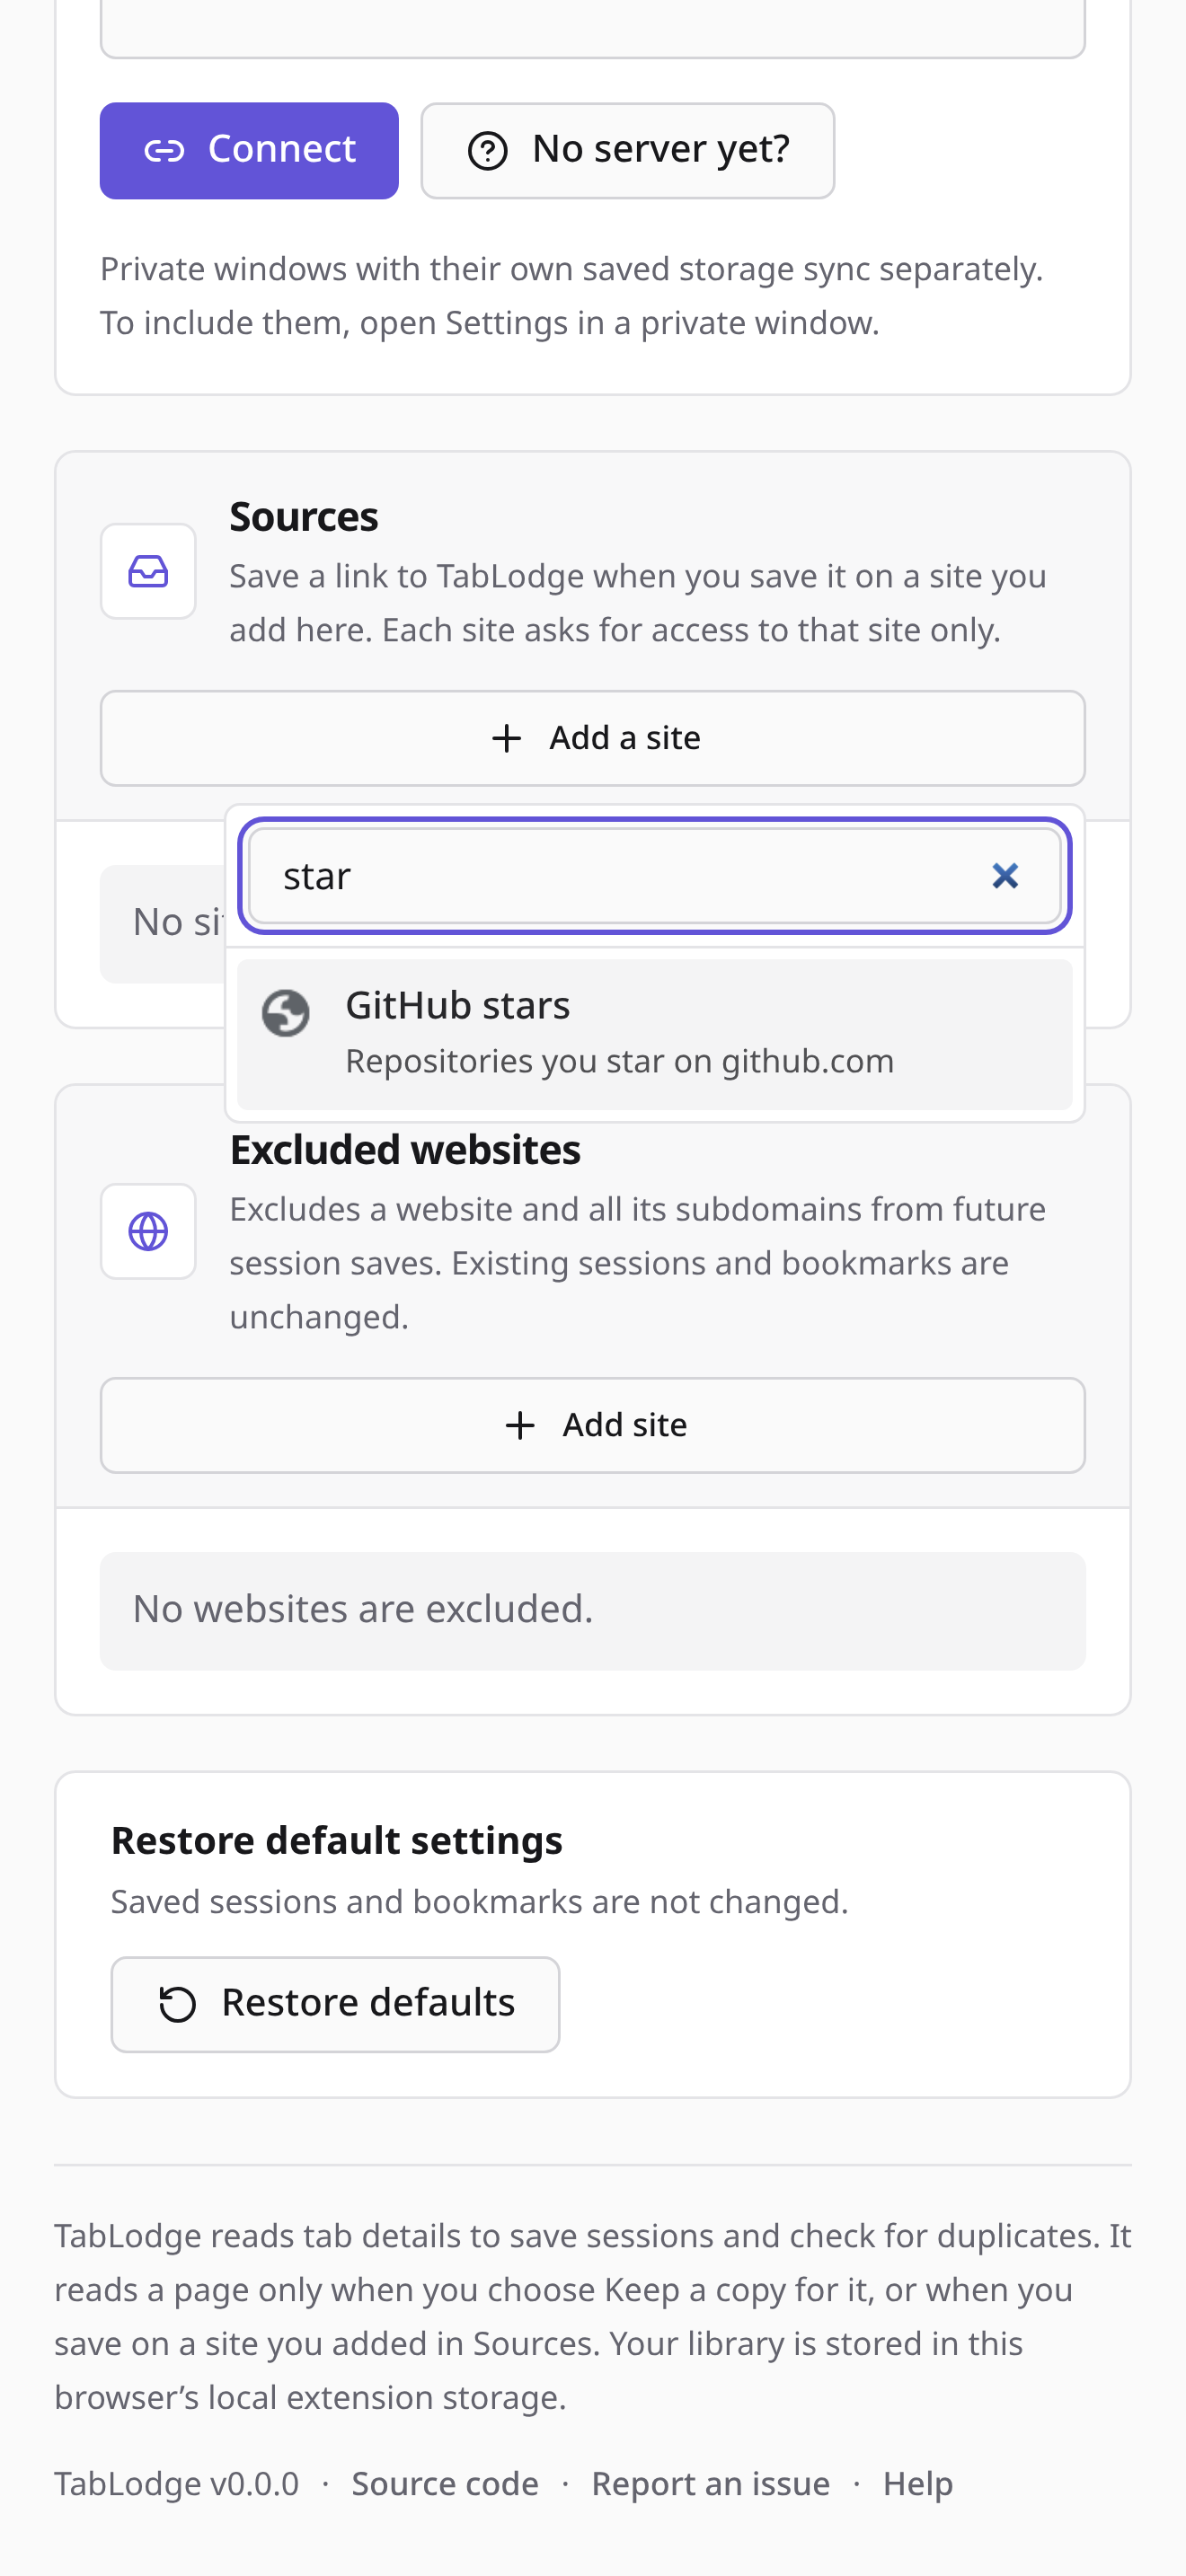 Connect
No server yet?
Private windows with their own saved storage sync separately.
To include them, open Settings in a private window.
Sources
Save a link to TabLodge when you save it on a site you
add here. Each site asks for access to that site only.
Add a site
star
No
GitHub stars
Repositories you star on github.com
Excluded websites
Excludes a website and all its subdomains from future
session saves. Existing sessions and bookmarks are
unchanged.
Add site
No websites are excluded.
Restore default settings
Saved sessions and bookmarks are not changed.
Restore defaults
TabLodge reads tab details to save sessions and check for duplicates. It
reads a page only when you choose Keep a copy for it, or when you
save on a site you added in Sources. Your library is stored in this
browser’s local extension storage.
TabLodge v0.0.0 · Source code · Report an issue · Help